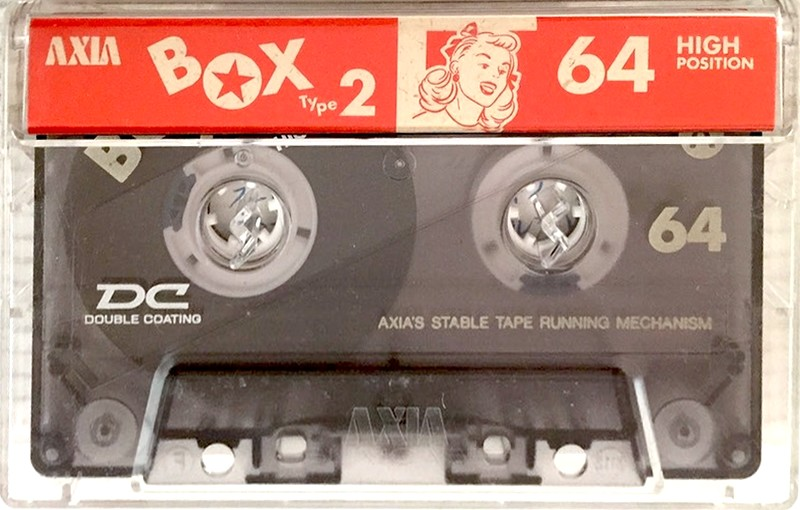 AXIA BOX Type 2 64 HIGH POSITION
64
DC
DOUBLE COATING
AXIA'S STABLE TAPE RUNNING MECHANISM
AXIA